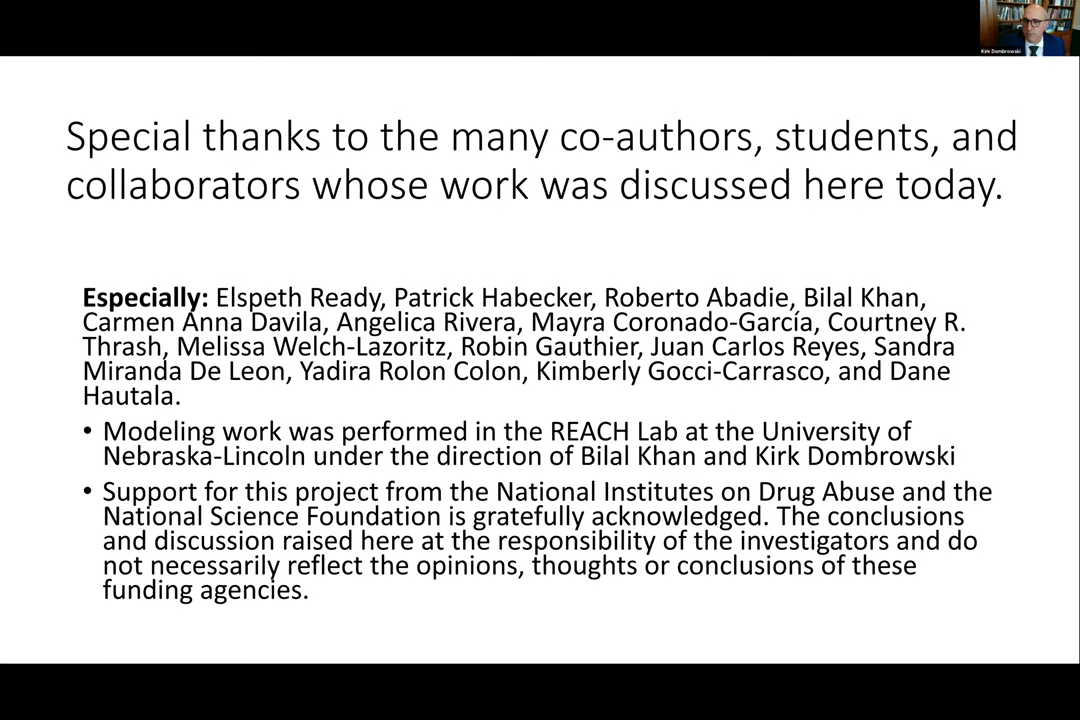 Kirk Dombrowski
Special thanks to the many co-authors, students, and
collaborators whose work was discussed here today.
Especially: Elspeth Ready, Patrick Habecker, Roberto Abadie, Bilal Khan,
Carmen Anna Davila, Angelica Rivera, Mayra Coronado-García, Courtney R.
Thrash, Melissa Welch-Lazoritz, Robin Gauthier, Juan Carlos Reyes, Sandra
Miranda De Leon, Yadira Rolon Colon, Kimberly Gocci-Carrasco, and Dane
Hautala.
• Modeling work was performed in the REACH Lab at the University of
Nebraska-Lincoln under the direction of Bilal Khan and Kirk Dombrowski
• Support for this project from the National Institutes on Drug Abuse and the
National Science Foundation is gratefully acknowledged. The conclusions
and discussion raised here at the responsibility of the investigators and do
not necessarily reflect the opinions, thoughts or conclusions of these
funding agencies.